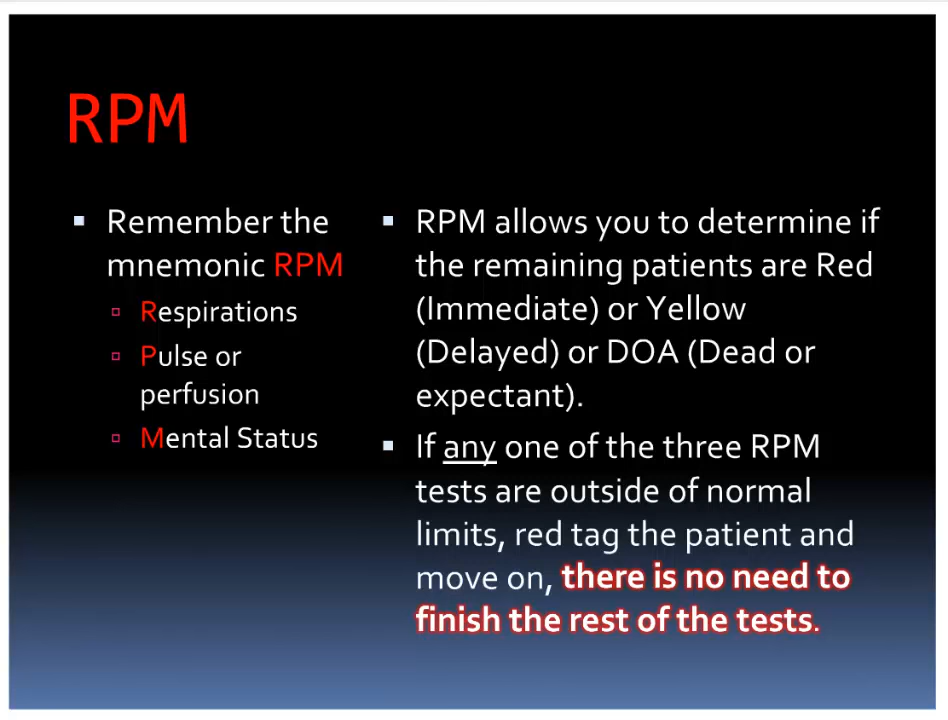 RPM
Remember the
mnemonic RPM
Respirations
Pulse or
perfusion
Mental Status
RPM allows you to determine if
the remaining patients are Red
(Immediate) or Yellow
(Delayed) or DOA (Dead or
expectant).
If any one of the three RPM
tests are outside of normal
limits, red tag the patient and
move on, there is no need to
finish the rest of the tests.